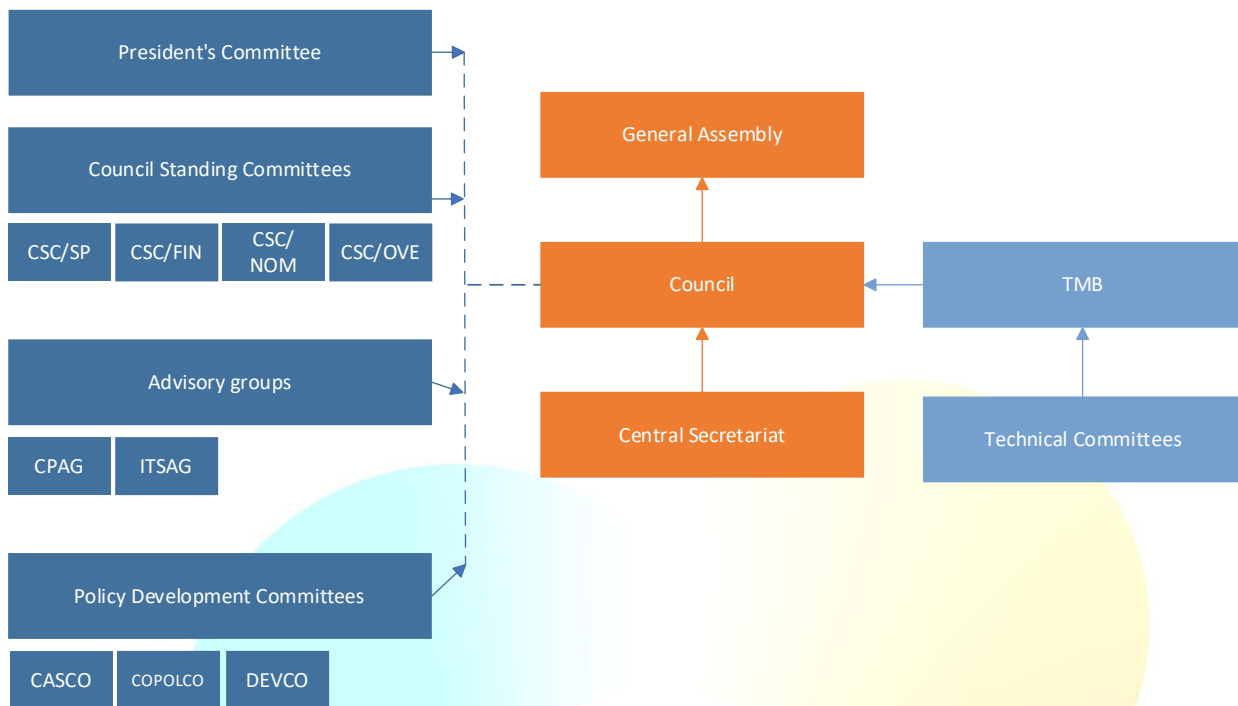 President's Committee
Council Standing Committees
CSC/SP
CSC/FIN
CSC/
NOM
CSC/OVE
Advisory groups
CPAG
ITSAG
Policy Development Committees
CASCO
COPOLCO
DEVCO
General Assembly
Council
Central Secretariat
TMB
Technical Committees